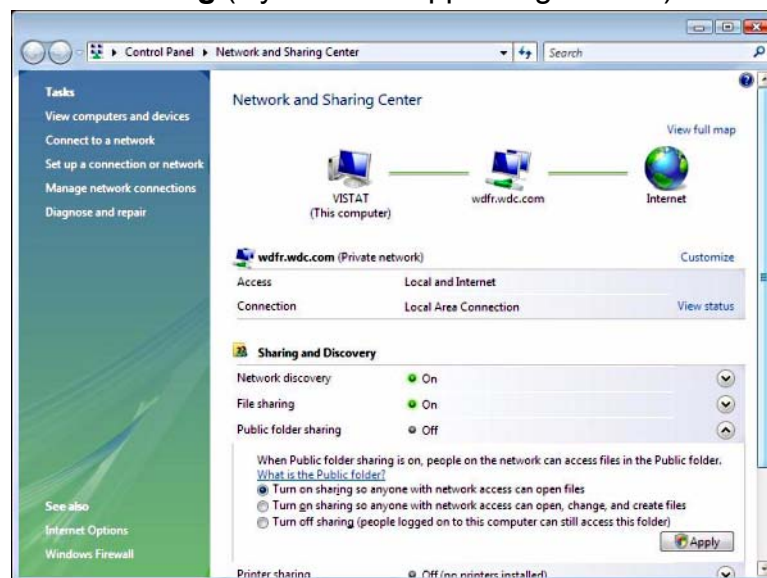 Control Panel ▸ Network and Sharing Center
Search
Tasks
View computers and devices
Connect to a network
Set up a connection or network
Manage network connections
Diagnose and repair
See also
Internet Options
Windows Firewall
Network and Sharing Center
View full map
VISTAT
(This computer)
wdfr.wdc.com
Internet
wdfr.wdc.com (Private network)
Customize
Access Local and Internet
Connection Local Area Connection View status
Sharing and Discovery
Network discovery On
File sharing On
Public folder sharing Off
When Public folder sharing is on, people on the network can access files in the Public folder.
What is the Public folder?
Turn on sharing so anyone with network access can open files
Turn on sharing so anyone with network access can open, change, and create files
Turn off sharing (people logged on to this computer can still access this folder)
Apply
Printer sharing Off (no printers installed)